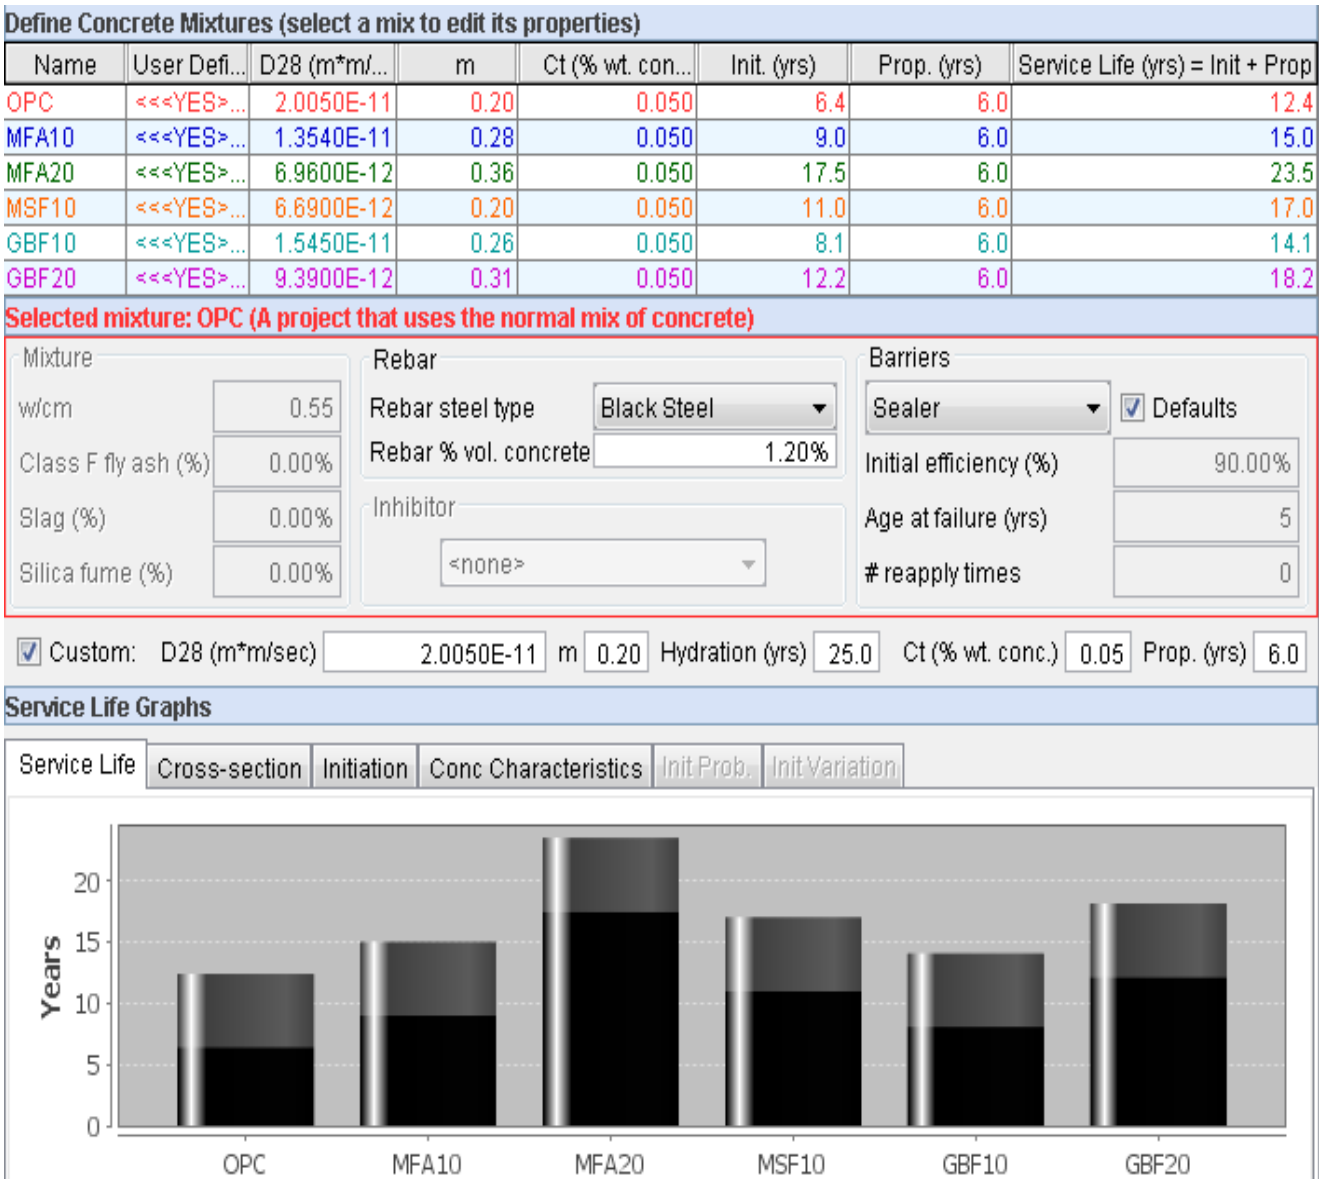 Define Concrete Mixtures (select a mix to edit its properties)
Name User Defi... D28 (m*m/... m Ct (% wt. con... Init. (yrs) Prop. (yrs) Service Life (yrs) = Init + Prop
OPC <<<YES>... 2.0050E-11 0.20 0.050 6.4 6.0 12.4
MFA10 <<<YES>... 1.3540E-11 0.28 0.050 9.0 6.0 15.0
MFA20 <<<YES>... 6.9600E-12 0.36 0.050 17.5 6.0 23.5
MSF10 <<<YES>... 6.6900E-12 0.20 0.050 11.0 6.0 17.0
GBF10 <<<YES>... 1.5450E-11 0.26 0.050 8.1 6.0 14.1
GBF20 <<<YES>... 9.3900E-12 0.31 0.050 12.2 6.0 18.2
Selected mixture: OPC (A project that uses the normal mix of concrete)
Mixture
w/cm 0.55
Class F fly ash (%) 0.00%
Slag (%) 0.00%
Silica fume (%) 0.00%
Rebar
Rebar steel type Black Steel
Rebar % vol. concrete 1.20%
Inhibitor
<none>
Barriers
Sealer Defaults
Initial efficiency (%) 90.00%
Age at failure (yrs) 5
# reapply times 0
Custom: D28 (m*m/sec) 2.0050E-11 m 0.20 Hydration (yrs) 25.0 Ct (% wt. conc.) 0.05 Prop. (yrs) 6.0
Service Life Graphs
Service Life Cross-section Initiation Conc Characteristics Init Prob. Init Variation
Years
20
15
10
5
0
OPC MFA10 MFA20 MSF10 GBF10 GBF20